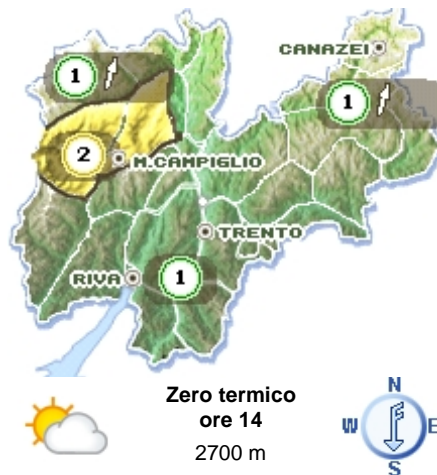 CANAZEI
1
1
2
M.CAMPIGLIO
TRENTO
RIVA
1
Zero termico
ore 14
2700 m
N
W E
S